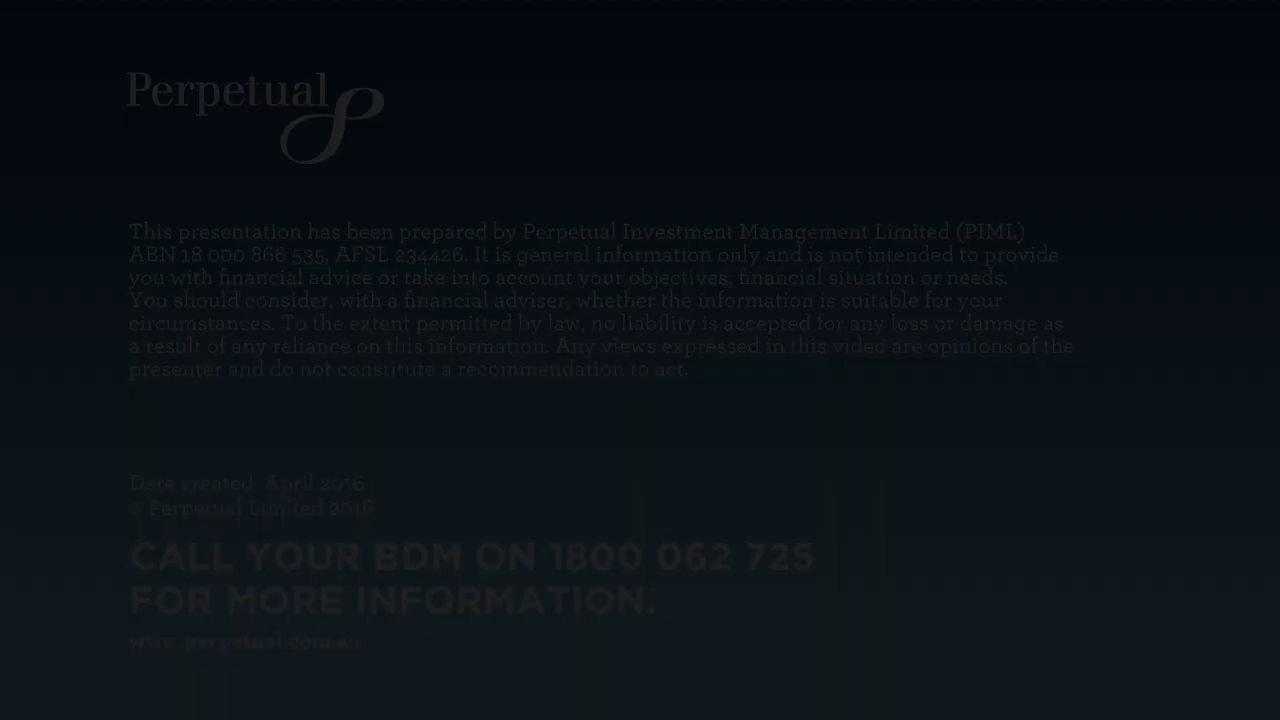 Perpetual
This presentation has been prepared by Perpetual Investment Management Limited (PIML)
ABN 18 000 866 535, AFSL 234426. It is general information only and is not intended to provide
you with financial advice or take into account your objectives, financial situation or needs.
You should consider, with a financial adviser, whether the information is suitable for your
circumstances. To the extent permitted by law, no liability is accepted for any loss or damage as
a result of any reliance on this information. Any views expressed in this video are opinions of the
presenter and do not constitute a recommendation to act.
Date created: April 2016
© Perpetual Limited 2016
CALL YOUR BDM ON 1800 062 725
FOR MORE INFORMATION.
www.perpetual.com.au